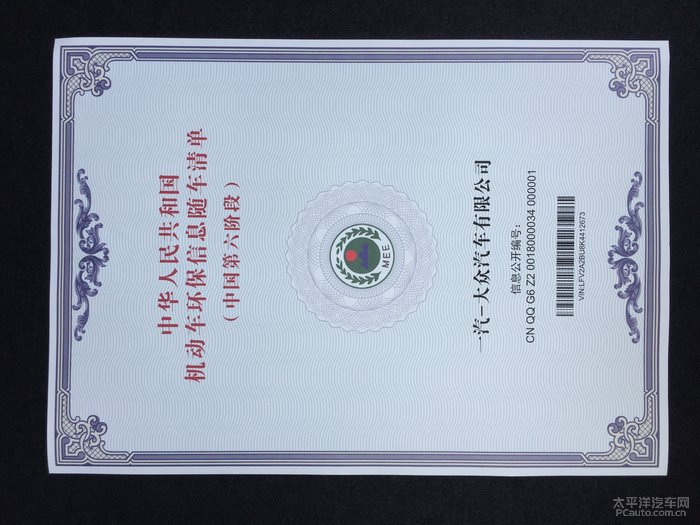 中华人民共和国
机动车环保信息随车清单
(中国第六阶段)
MEE
一汽-大众汽车有限公司
信息公开编号:
CN QQ G6 Z2 0018000034 000001
VIN:LFV2A2BU8K4412673
太平洋汽车网
PCauto.com.cn